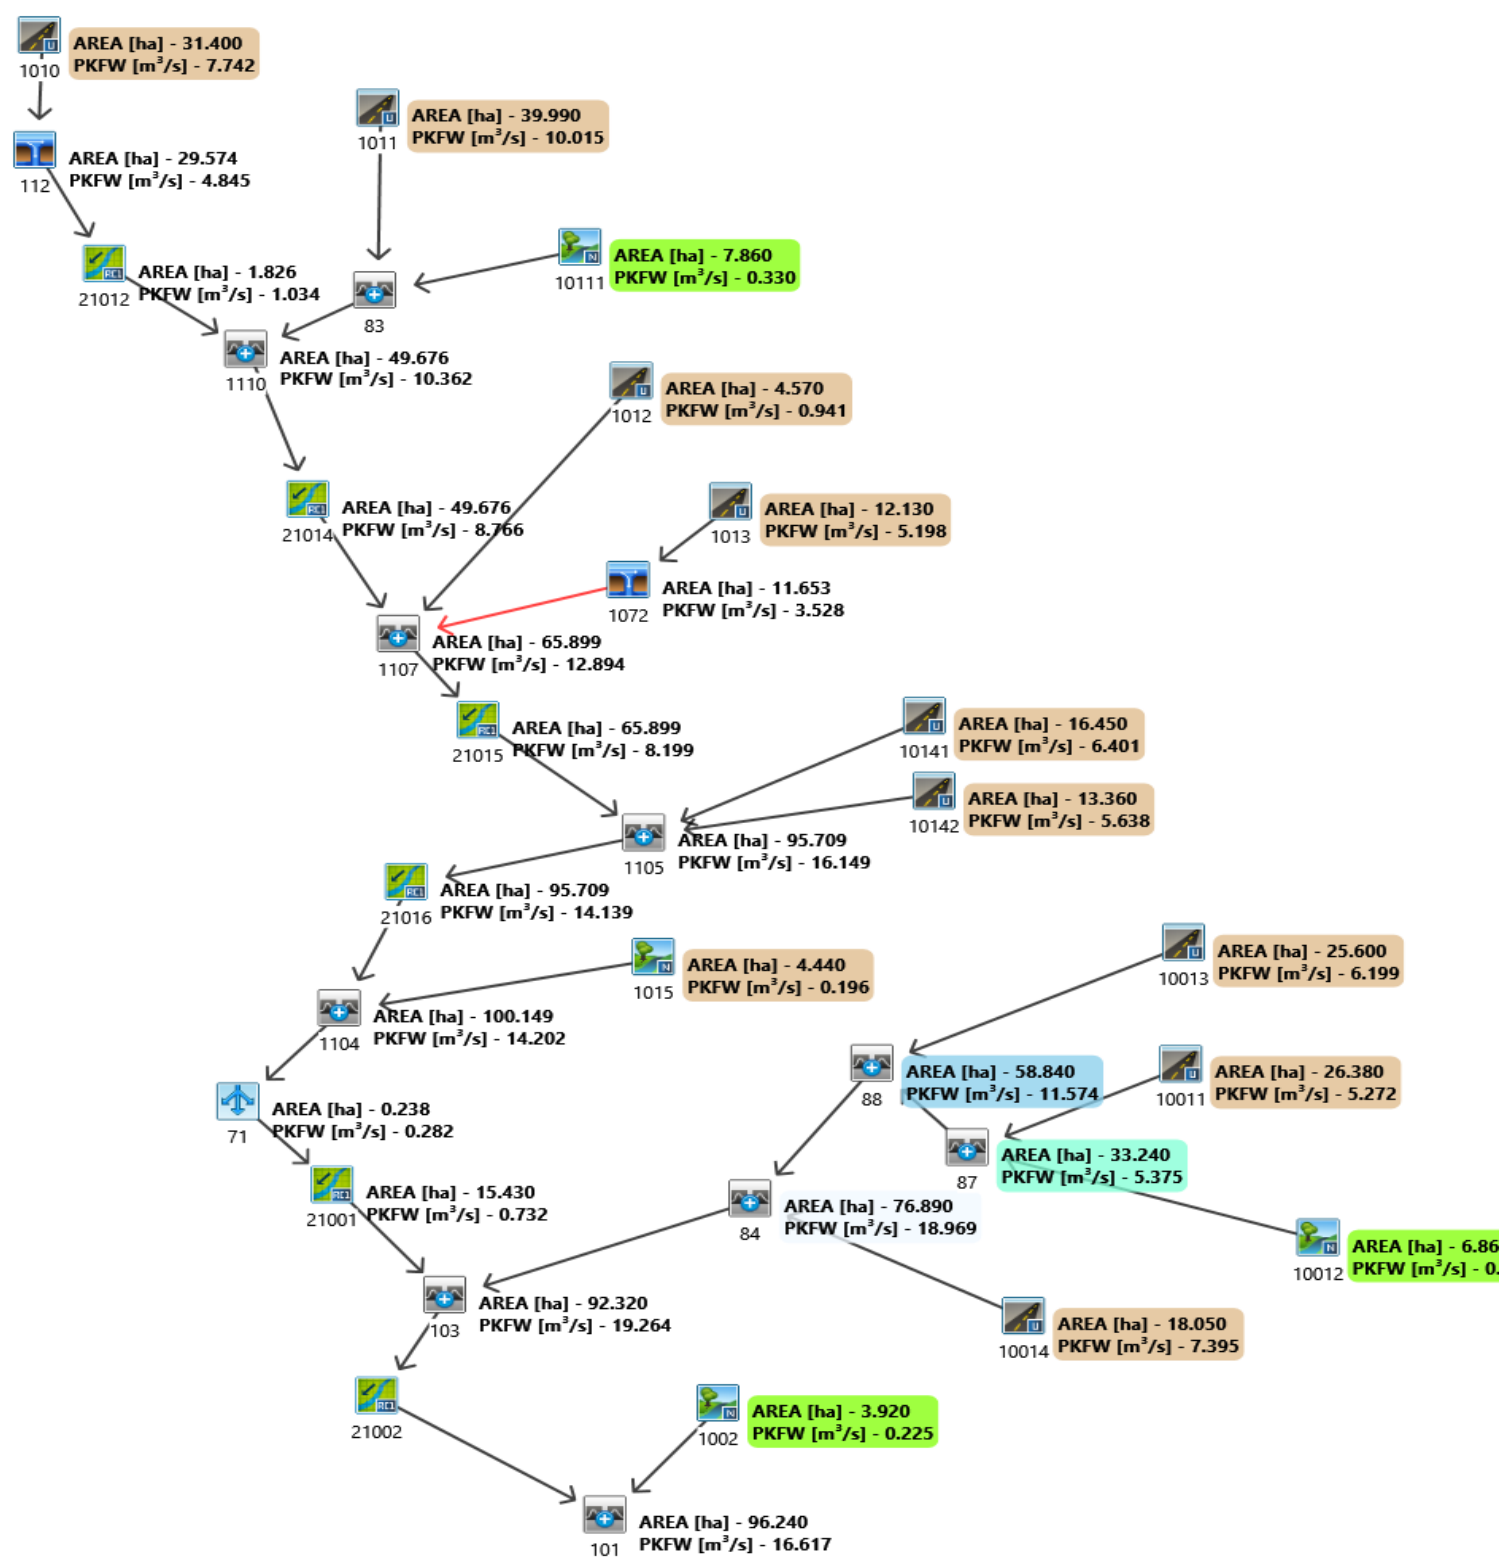 AREA [ha] - 31.400
PKFW [m³/s] - 7.742
U
1010
AREA [ha] - 39.990
PKFW [m³/s] - 10.015
U
1011
AREA [ha] - 29.574
PKFW [m³/s] - 4.845
112
AREA [ha] - 7.860
PKFW [m³/s] - 0.330
N
10111
AREA [ha] - 1.826
PKFW [m³/s] - 1.034
RC1
21012
83
AREA [ha] - 49.676
PKFW [m³/s] - 10.362
1110
AREA [ha] - 4.570
PKFW [m³/s] - 0.941
U
1012
AREA [ha] - 49.676
PKFW [m³/s] - 8.766
RC1
21014
AREA [ha] - 12.130
PKFW [m³/s] - 5.198
U
1013
AREA [ha] - 11.653
PKFW [m³/s] - 3.528
1072
AREA [ha] - 65.899
PKFW [m³/s] - 12.894
1107
AREA [ha] - 65.899
PKFW [m³/s] - 8.199
RC1
21015
AREA [ha] - 16.450
PKFW [m³/s] - 6.401
U
10141
AREA [ha] - 13.360
PKFW [m³/s] - 5.638
U
10142
AREA [ha] - 95.709
PKFW [m³/s] - 16.149
1105
AREA [ha] - 95.709
PKFW [m³/s] - 14.139
RC1
21016
AREA [ha] - 4.440
PKFW [m³/s] - 0.196
N
1015
AREA [ha] - 25.600
PKFW [m³/s] - 6.199
U
10013
AREA [ha] - 100.149
PKFW [m³/s] - 14.202
1104
AREA [ha] - 58.840
PKFW [m³/s] - 11.574
88
AREA [ha] - 26.380
PKFW [m³/s] - 5.272
U
10011
AREA [ha] - 0.238
PKFW [m³/s] - 0.282
71
AREA [ha] - 33.240
PKFW [m³/s] - 5.375
87
AREA [ha] - 15.430
PKFW [m³/s] - 0.732
RC1
21001
AREA [ha] - 76.890
PKFW [m³/s] - 18.969
84
AREA [ha] - 6.86
PKFW [m³/s] - 0.
N
10012
AREA [ha] - 92.320
PKFW [m³/s] - 19.264
103
AREA [ha] - 18.050
PKFW [m³/s] - 7.395
U
10014
RC1
21002
AREA [ha] - 3.920
PKFW [m³/s] - 0.225
N
1002
AREA [ha] - 96.240
PKFW [m³/s] - 16.617
101